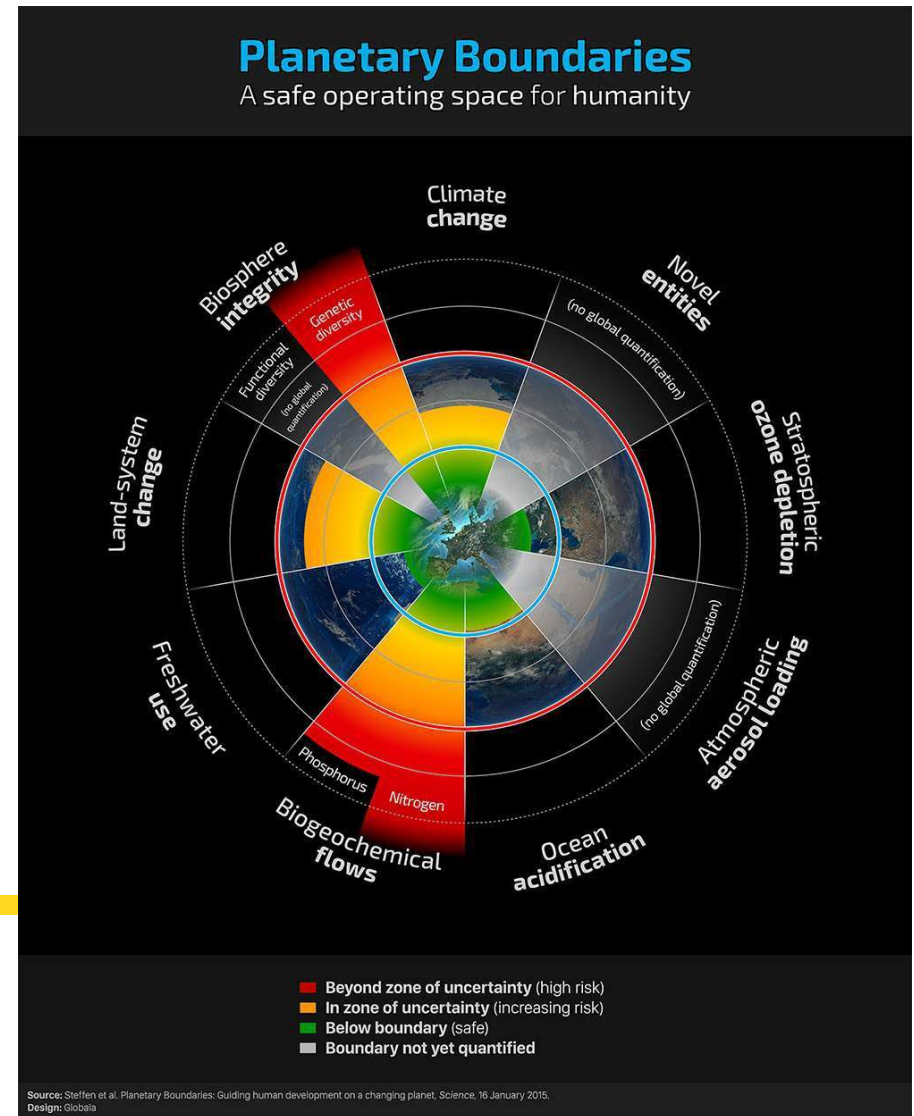 Planetary Boundaries
A safe operating space for humanity
Climate
change
Novel
entities
(no global quantification)
Stratospheric
ozone depletion
Atmospheric
aerosol loading
(no global quantification)
Ocean
acidification
Biogeochemical
flows
Phosphorus
Nitrogen
Freshwater
use
Land-system
change
Biosphere
integrity
Functional
diversity
(no global
quantification)
Genetic
diversity
Beyond zone of uncertainty (high risk)
In zone of uncertainty (increasing risk)
Below boundary (safe)
Boundary not yet quantified
Source: Steffen et al. Planetary Boundaries: Guiding human development on a changing planet, Science, 16 January 2015.
Design: Globaïa